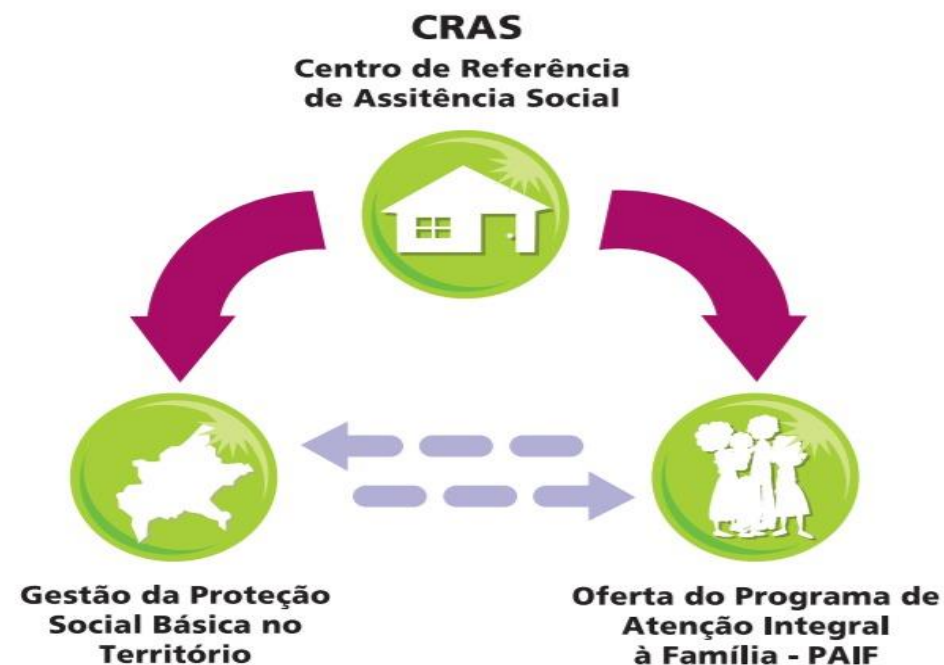 CRAS
Centro de Referência
de Assitência Social
Gestão da Proteção
Social Básica no
Território
Oferta do Programa de
Atenção Integral
à Família - PAIF